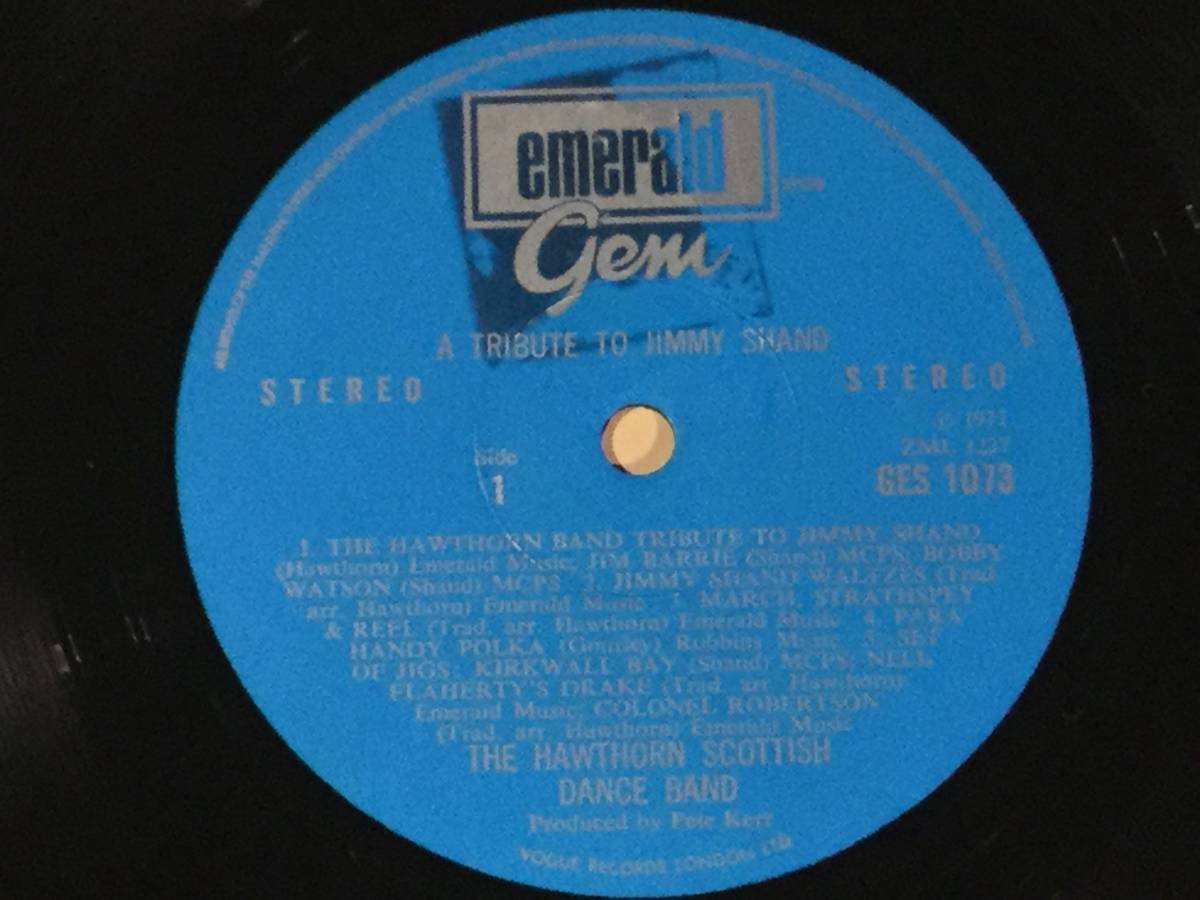 emerald
Gem
A TRIBUTE TO JIMMY SHAND
STEREO
STEREO
ZML
GES 1073
Side
1
1. THE HAWTHORN BAND TRIBUTE TO JIMMY SHAND
(Hawthorn) Emerald Music; JIM BARRIE (Shand) MCPS; BOBBY
WATSON (Shand) MCPS 2. JIMMY SHAND WALTZES (Trad.
arr. Hawthorn) Emerald Music 3. MARCH, STRATHSPEY
& REEL (Trad. arr. Hawthorn) Emerald Music 4. PARA
HANDY POLKA (Gourlay) Robbins Music 5. SET
OF JIGS: KIRKWALL BAY (Shand) MCPS; NELL
FLAHERTY'S DRAKE (Trad. arr. Hawthorn)
Emerald Music; COLONEL ROBERTSON
(Trad. arr. Hawthorn) Emerald Music
THE HAWTHORN SCOTTISH
DANCE BAND
Produced by Pete Kerr
VOGUE RECORDS LONDON LTD